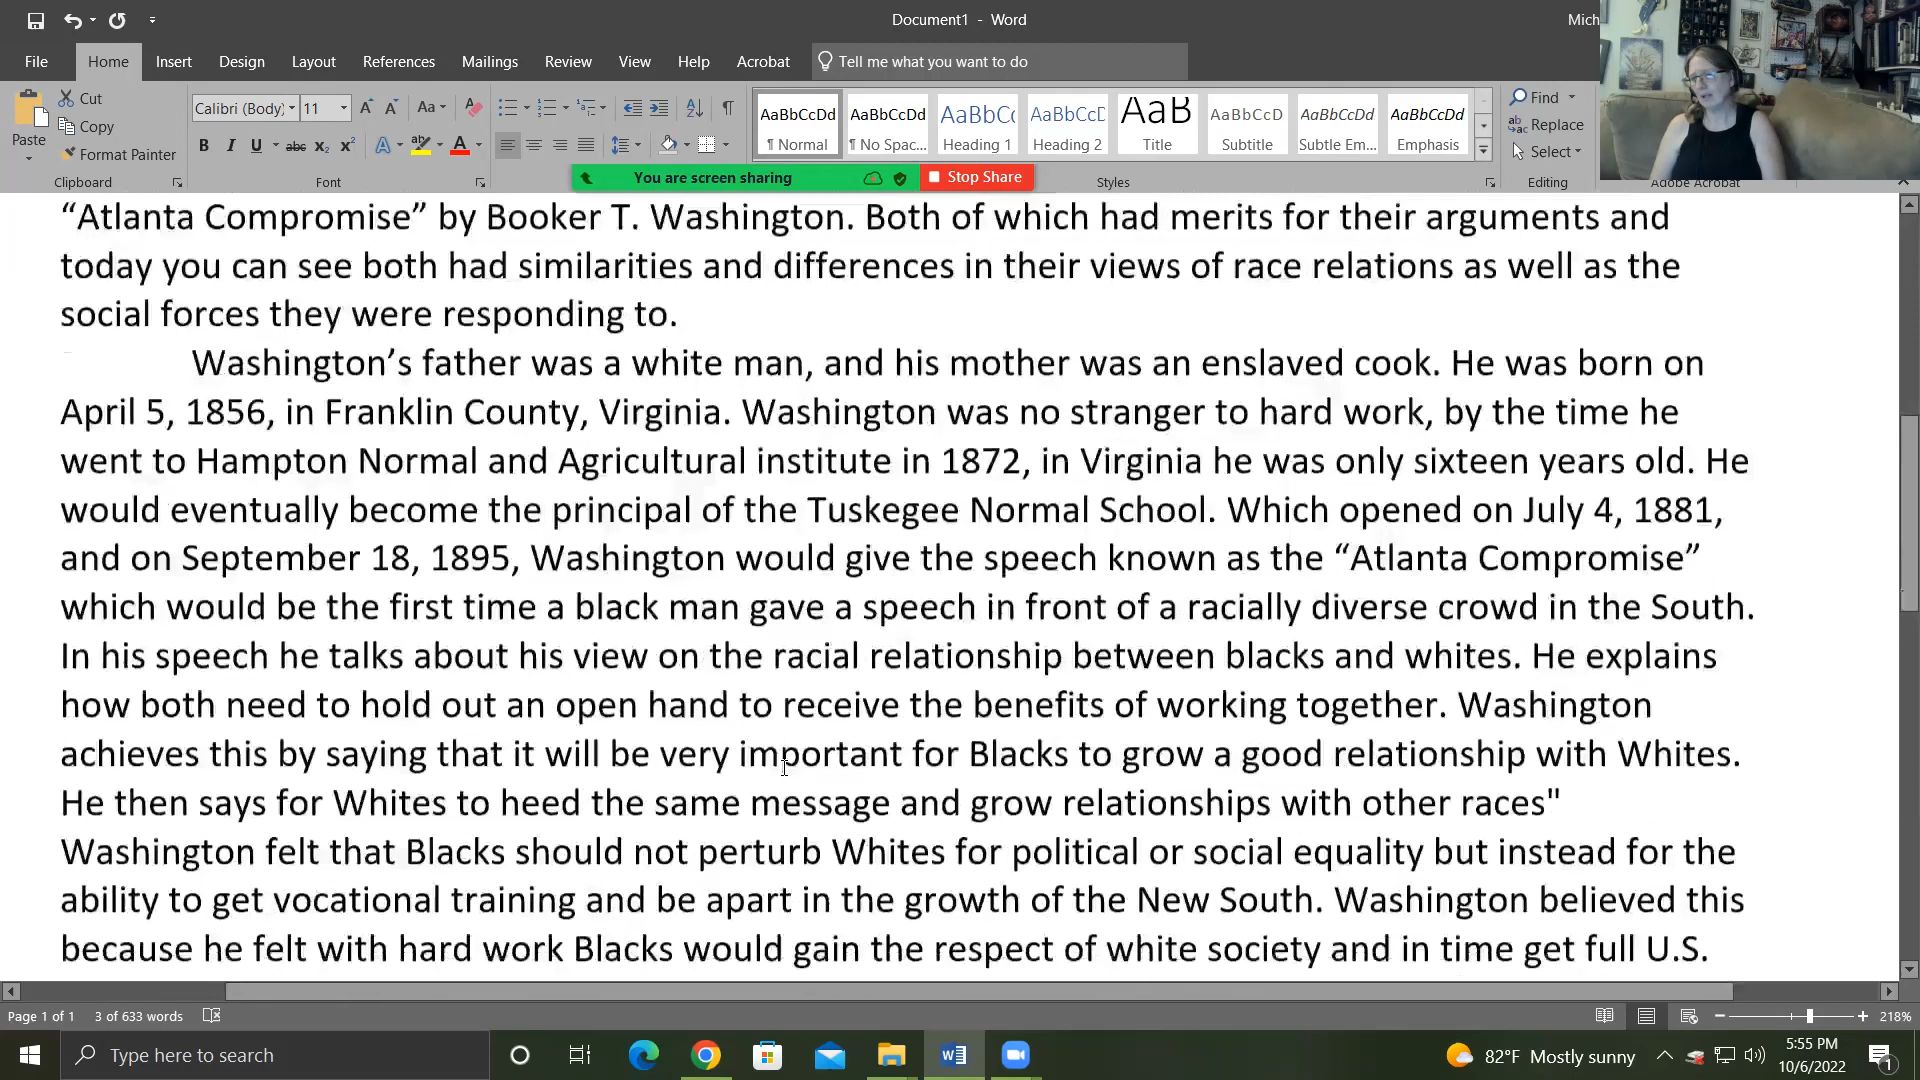 Document1 - Word
Mich
File Home Insert Design Layout References Mailings Review View Help Acrobat Tell me what you want to do
Paste
Cut
Copy
Format Painter
Clipboard
Calibri (Body) 11
Font
AaBbCcDd ¶ Normal
AaBbCcDd ¶ No Spac...
AaBbCc Heading 1
AaBbCcD Heading 2
AaB Title
AaBbCcD Subtitle
AaBbCcDd Subtle Em...
AaBbCcDd Emphasis
Styles
Find
Replace
Select
Editing
Adobe Acrobat
You are screen sharing Stop Share
“Atlanta Compromise” by Booker T. Washington. Both of which had merits for their arguments and
today you can see both had similarities and differences in their views of race relations as well as the
social forces they were responding to.
Washington’s father was a white man, and his mother was an enslaved cook. He was born on
April 5, 1856, in Franklin County, Virginia. Washington was no stranger to hard work, by the time he
went to Hampton Normal and Agricultural institute in 1872, in Virginia he was only sixteen years old. He
would eventually become the principal of the Tuskegee Normal School. Which opened on July 4, 1881,
and on September 18, 1895, Washington would give the speech known as the “Atlanta Compromise”
which would be the first time a black man gave a speech in front of a racially diverse crowd in the South.
In his speech he talks about his view on the racial relationship between blacks and whites. He explains
how both need to hold out an open hand to receive the benefits of working together. Washington
achieves this by saying that it will be very important for Blacks to grow a good relationship with Whites.
He then says for Whites to heed the same message and grow relationships with other races"
Washington felt that Blacks should not perturb Whites for political or social equality but instead for the
ability to get vocational training and be apart in the growth of the New South. Washington believed this
because he felt with hard work Blacks would gain the respect of white society and in time get full U.S.
Page 1 of 1 3 of 633 words 218%
Type here to search
82°F Mostly sunny
5:55 PM
10/6/2022
1